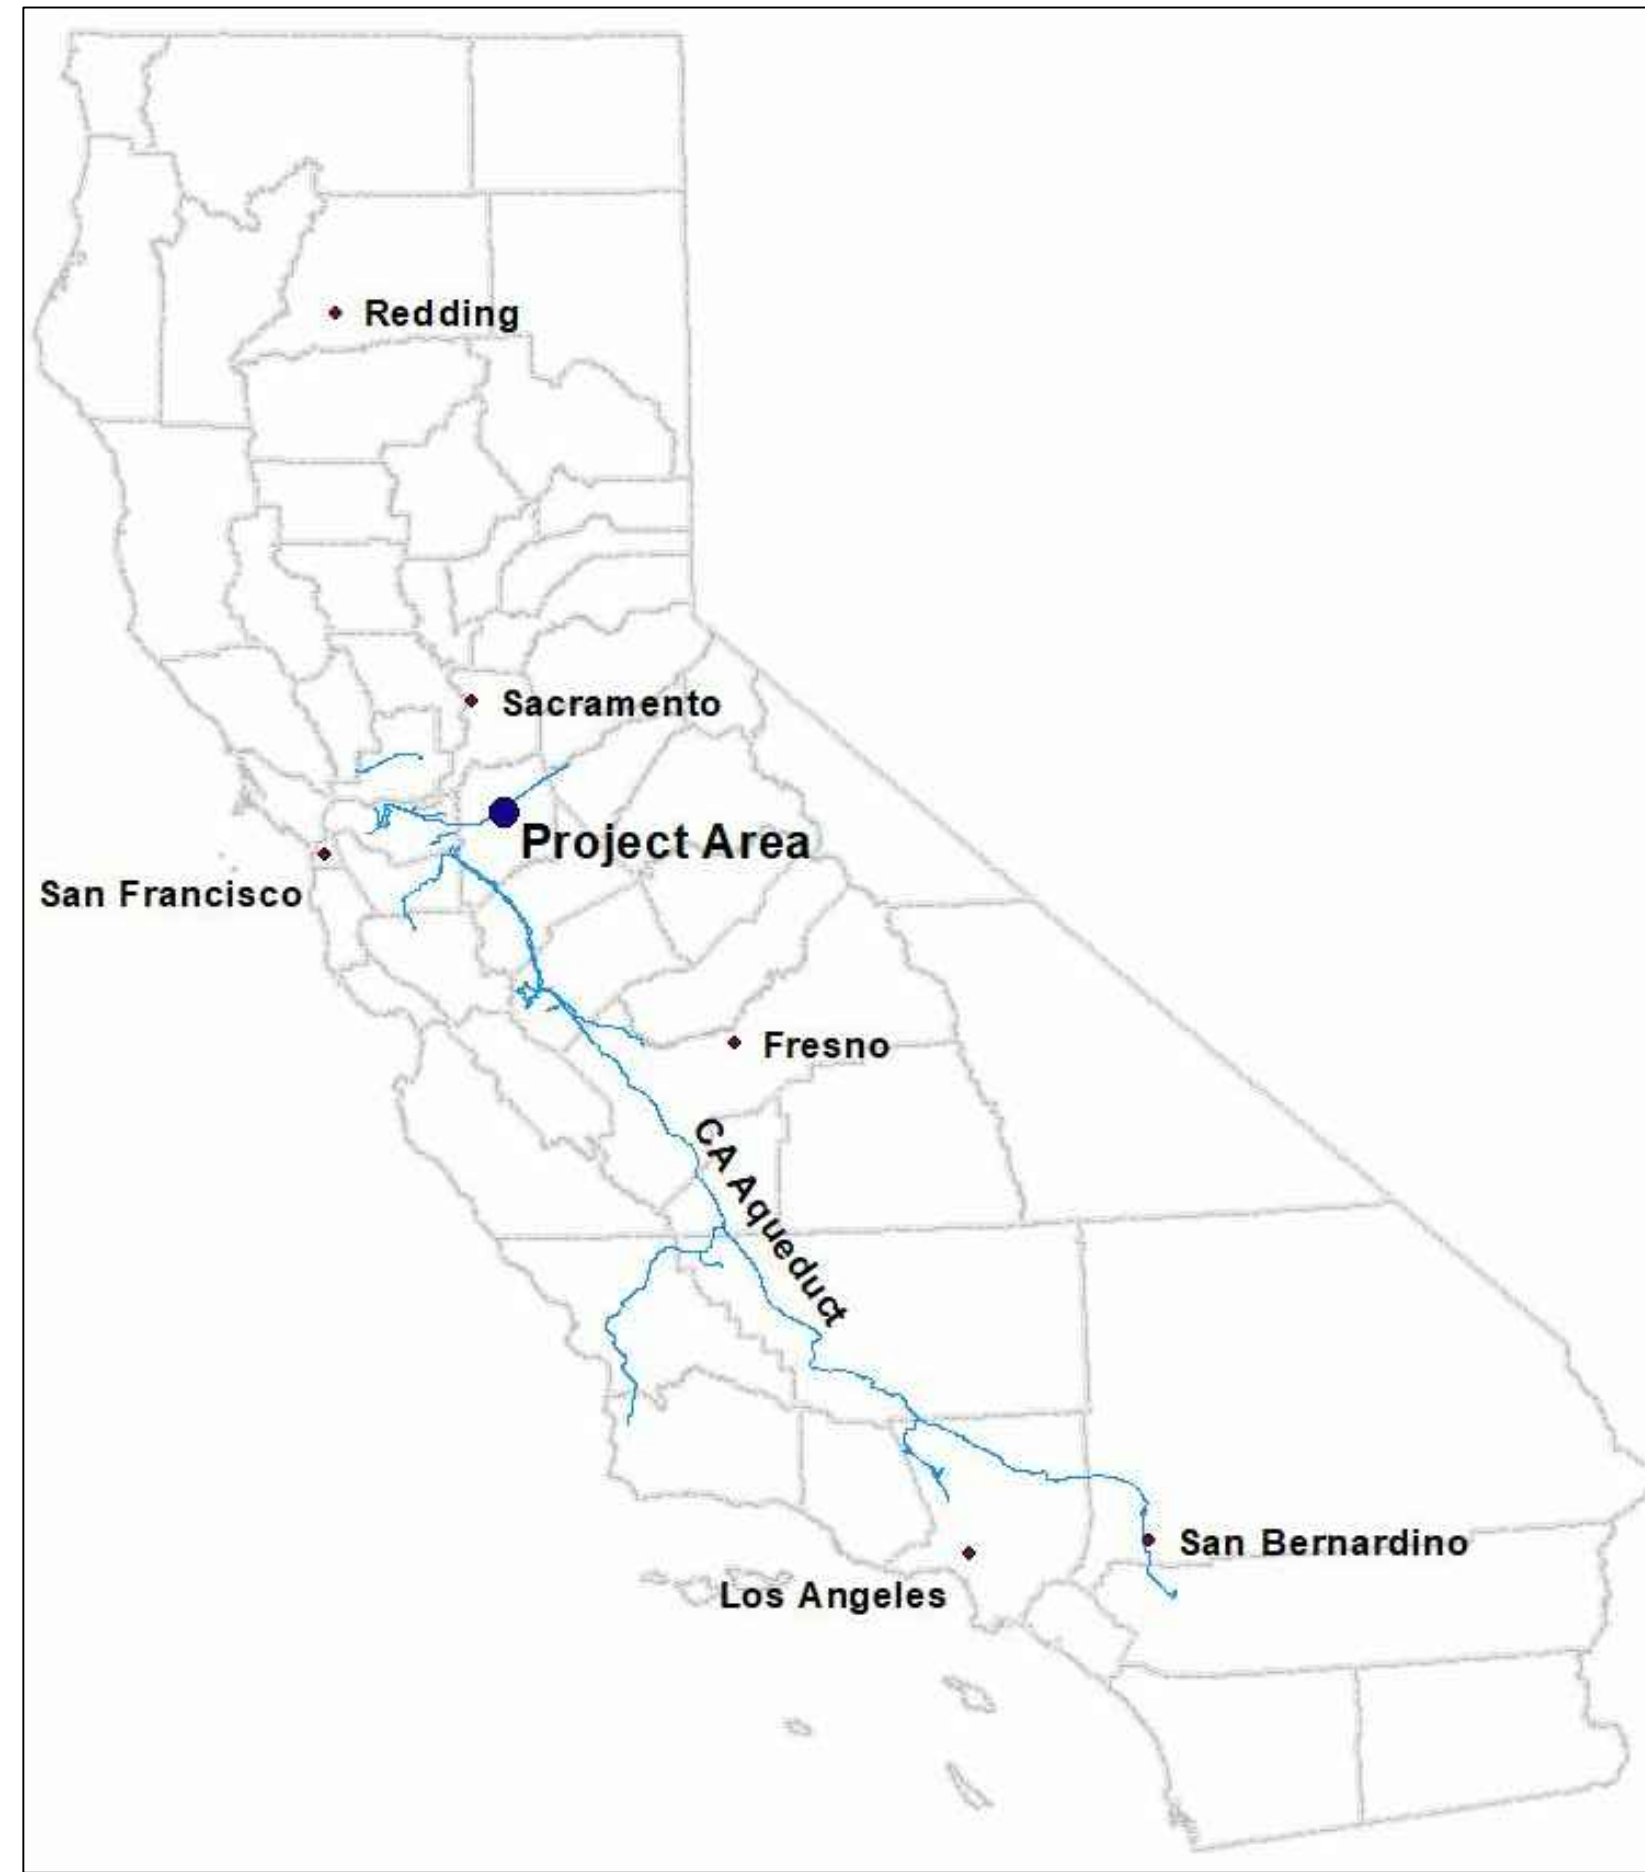 Redding
Sacramento
Project Area
San Francisco
Fresno
CA Aqueduct
San Bernardino
Los Angeles